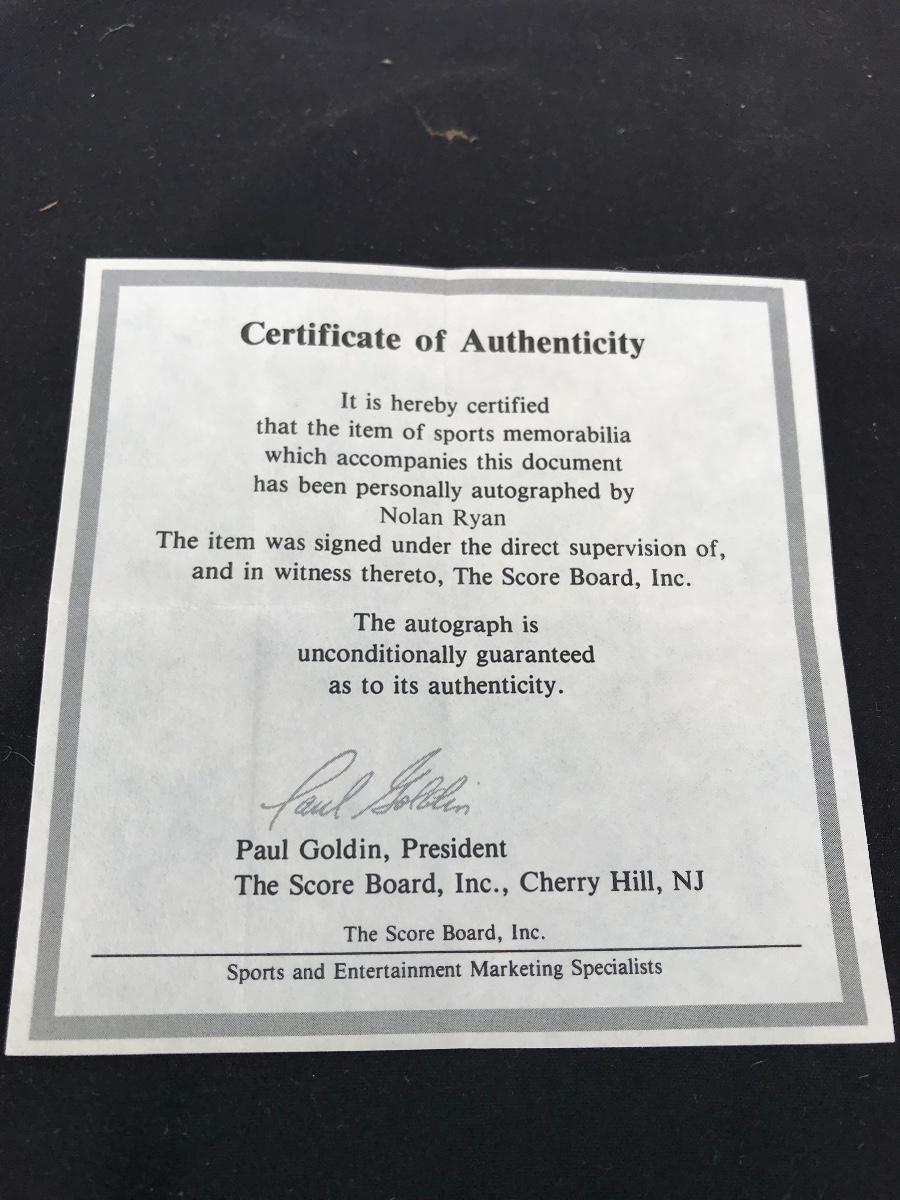 Certificate of Authenticity
It is hereby certified
that the item of sports memorabilia
which accompanies this document
has been personally autographed by
Nolan Ryan
The item was signed under the direct supervision of,
and in witness thereto, The Score Board, Inc.
The autograph is
unconditionally guaranteed
as to its authenticity.
Paul Goldin
Paul Goldin, President
The Score Board, Inc., Cherry Hill, NJ
The Score Board, Inc.
Sports and Entertainment Marketing Specialists